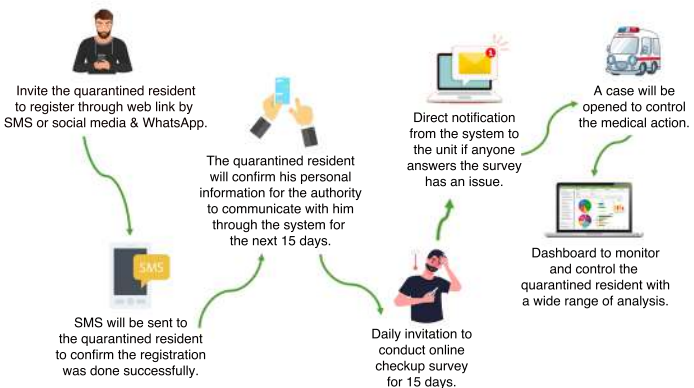 Invite the quarantined resident
to register through web link by
SMS or social media & WhatsApp.
SMS
SMS will be sent to
the quarantined resident
to confirm the registration
was done successfully.
The quarantined resident
will confirm his personal
information for the authority
to communicate with him
through the system for
the next 15 days.
Daily invitation to
conduct online
checkup survey
for 15 days.
1
Direct notification
from the system to
the unit if anyone
answers the survey
has an issue.
A case will be
opened to control
the medical action.
Dashboard to monitor
and control the
quarantined resident with
a wide range of analysis.